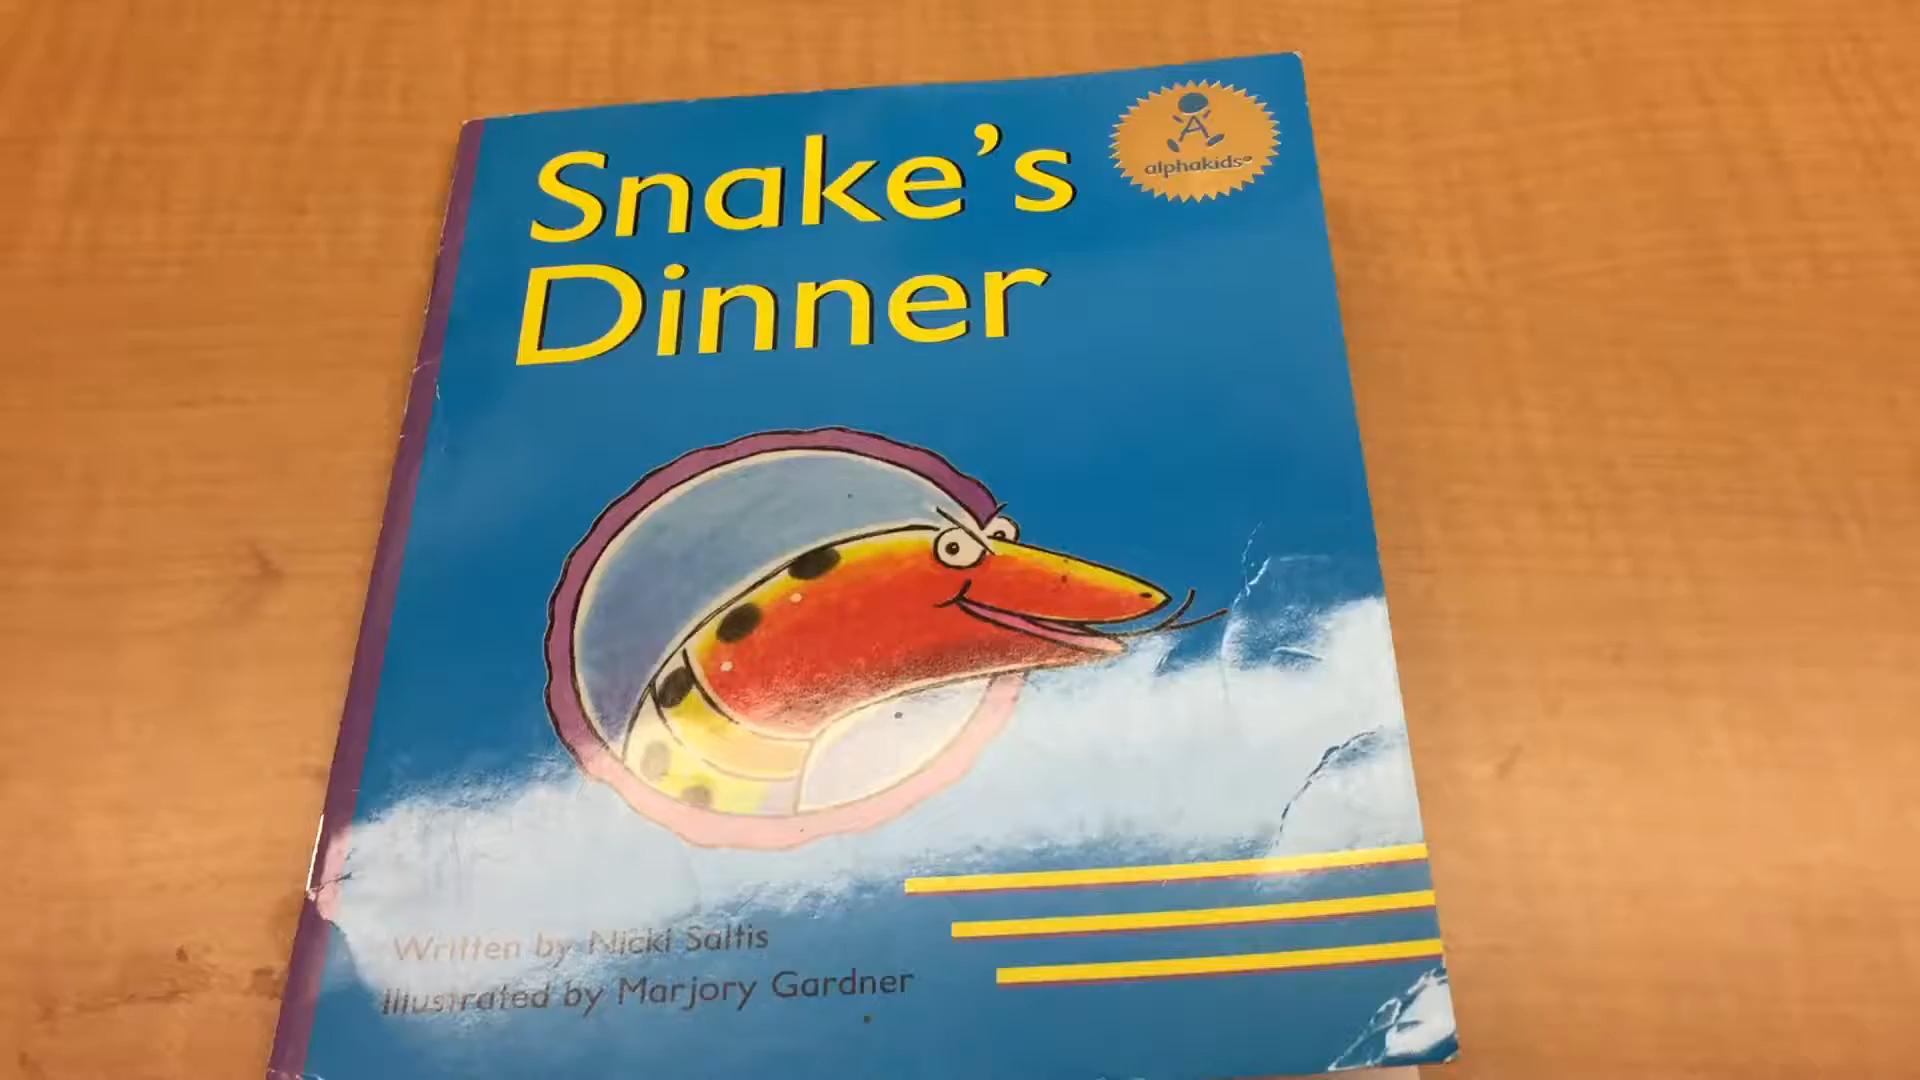 Snake's
Dinner
A
alphakids®
Written by Nicki Saltis
Illustrated by Marjory Gardner